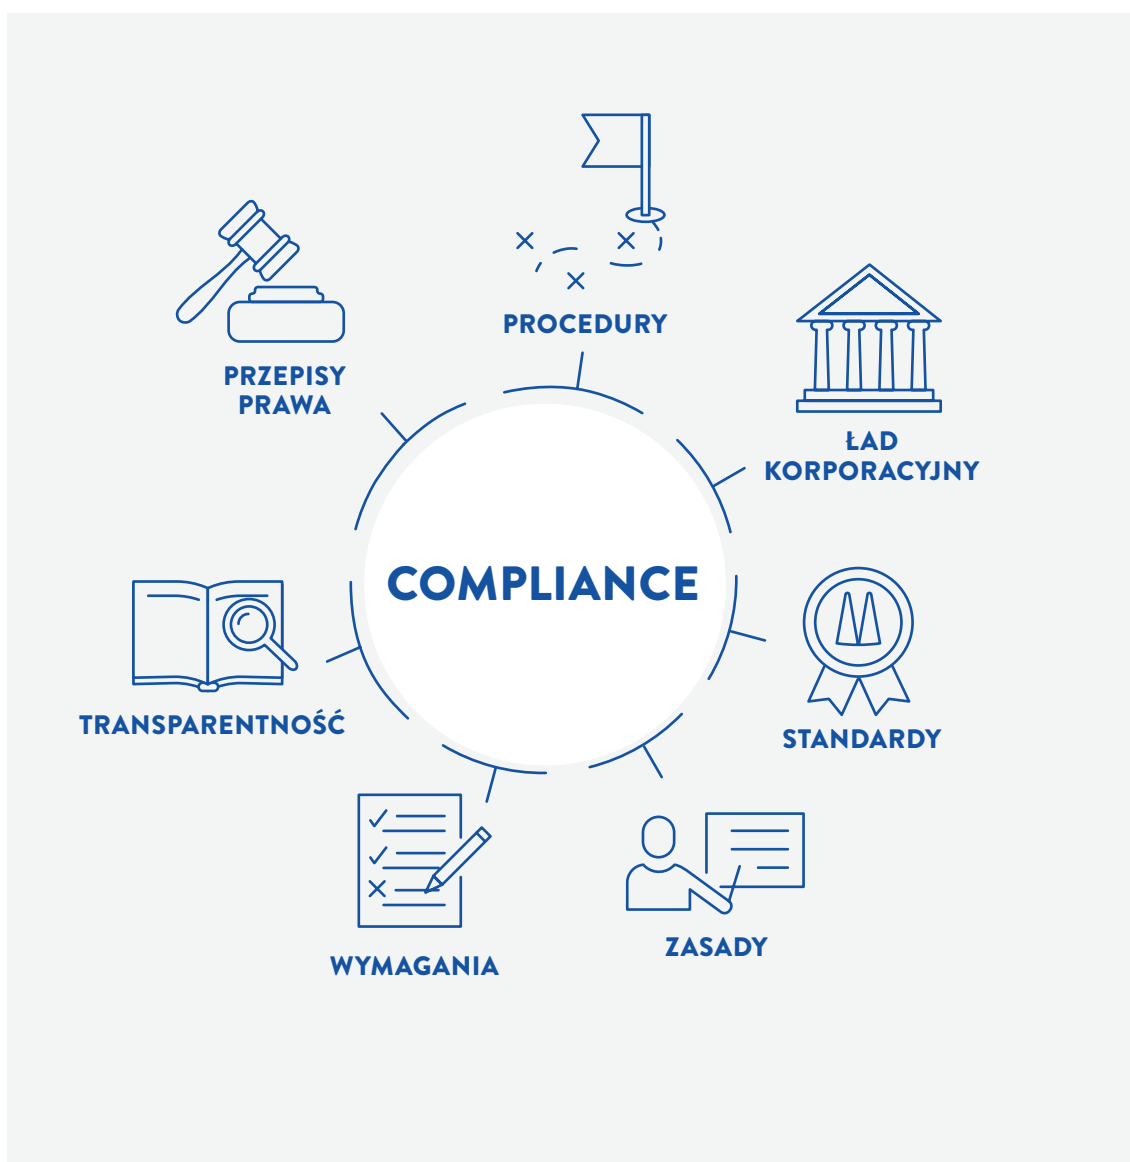 PROCEDURY
PRZEPISY
PRAWA
ŁAD
KORPORACYJNY
COMPLIANCE
TRANSPARENTNOŚĆ
STANDARDY
WYMAGANIA
ZASADY